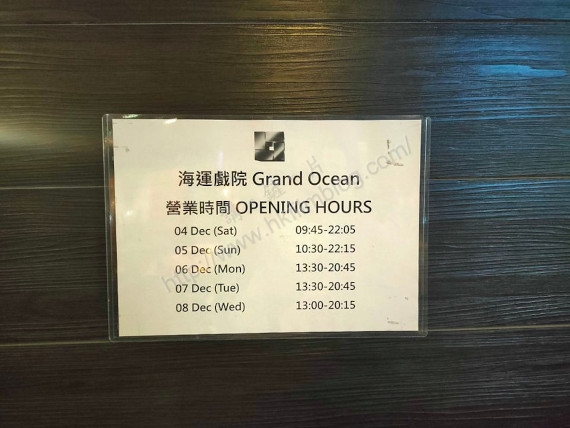 海運戲院 Grand Ocean
營業時間 OPENING HOURS
04 Dec (Sat) 09:45-22:05
05 Dec (Sun) 10:30-22:15
06 Dec (Mon) 13:30-20:45
07 Dec (Tue) 13:30-20:45
08 Dec (Wed) 13:00-20:15